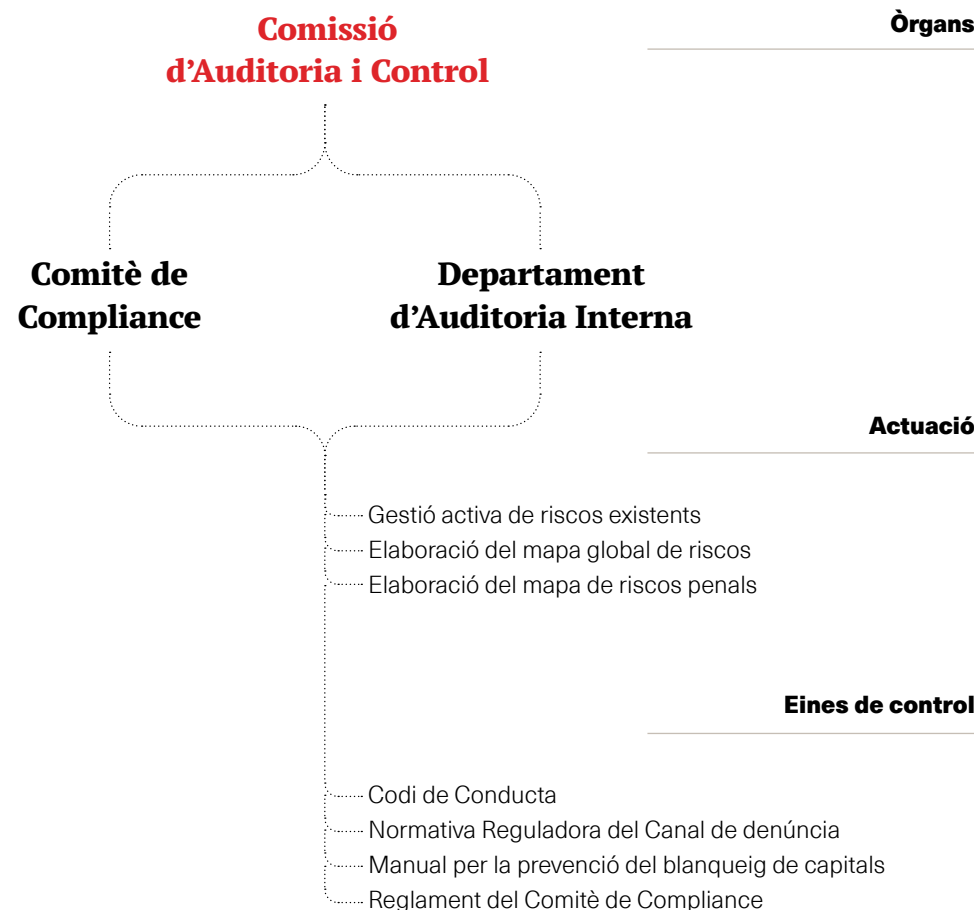 Òrgans
Comissió
d’Auditoria i Control
Comitè de
Compliance
Departament
d’Auditoria Interna
Actuació
Gestió activa de riscos existents
Elaboració del mapa global de riscos
Elaboració del mapa de riscos penals
Eines de control
Codi de Conducta
Normativa Reguladora del Canal de denúncia
Manual per la prevenció del blanqueig de capitals
Reglament del Comitè de Compliance